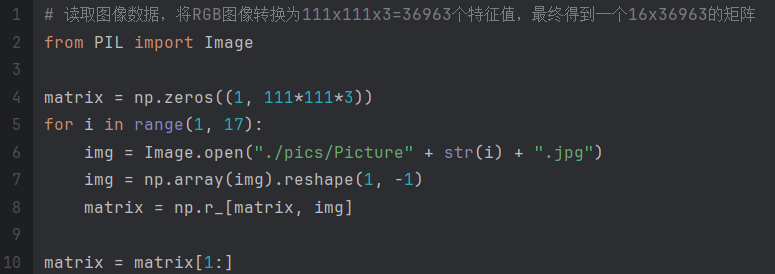 1 # 读取图像数据，将RGB图像转换为111x111x3=36963个特征值，最终得到一个16x36963的矩阵
2 from PIL import Image
3
4 matrix = np.zeros((1, 111*111*3))
5 for i in range(1, 17):
6     img = Image.open("./pics/Picture" + str(i) + ".jpg")
7     img = np.array(img).reshape(1, -1)
8     matrix = np.r_[matrix, img]
9
10 matrix = matrix[1:]